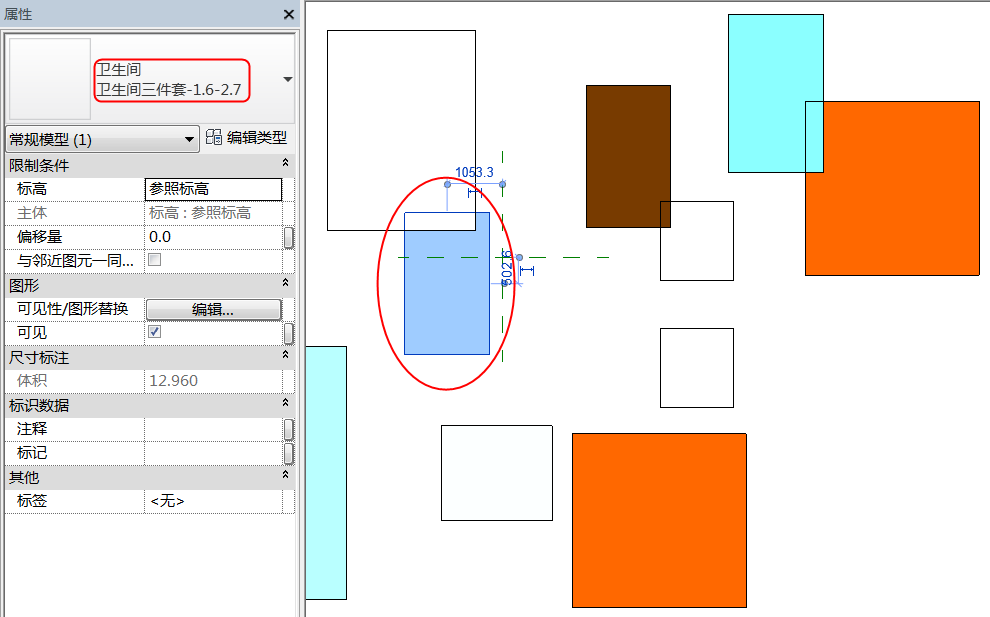 属性
卫生间
卫生间三件套-1.6-2.7
常规模型 (1)
编辑类型
限制条件
标高 参照标高
主体 标高 : 参照标高
偏移量 0.0
与邻近图元一同...
图形
可见性/图形替换 编辑...
可见
尺寸标注
体积 12.960
标识数据
注释
标记
其他
标签 <无>
1053.3